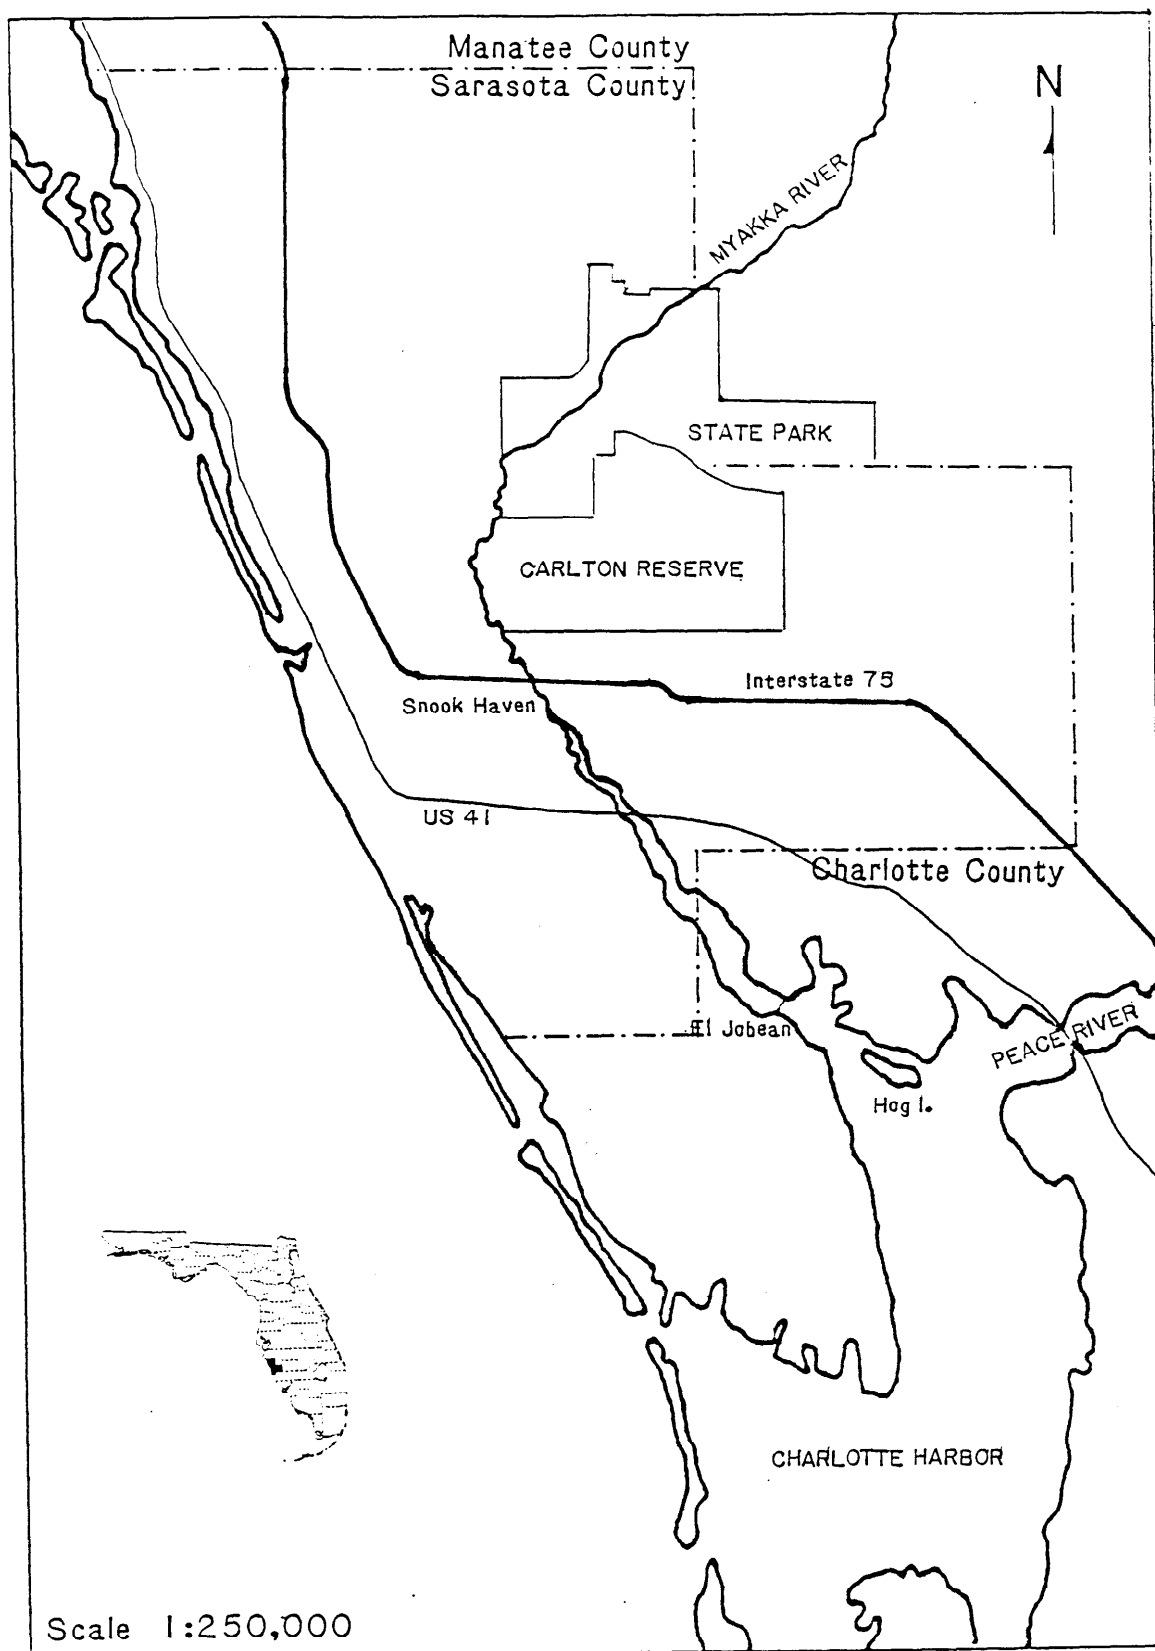 Manatee County
Sarasota County
N
MYAKKA RIVER
STATE PARK
CARLTON RESERVE
Interstate 75
Snook Haven
US 41
Charlotte County
El Jobean
PEACE RIVER
Hog I.
CHARLOTTE HARBOR
Scale 1:250,000